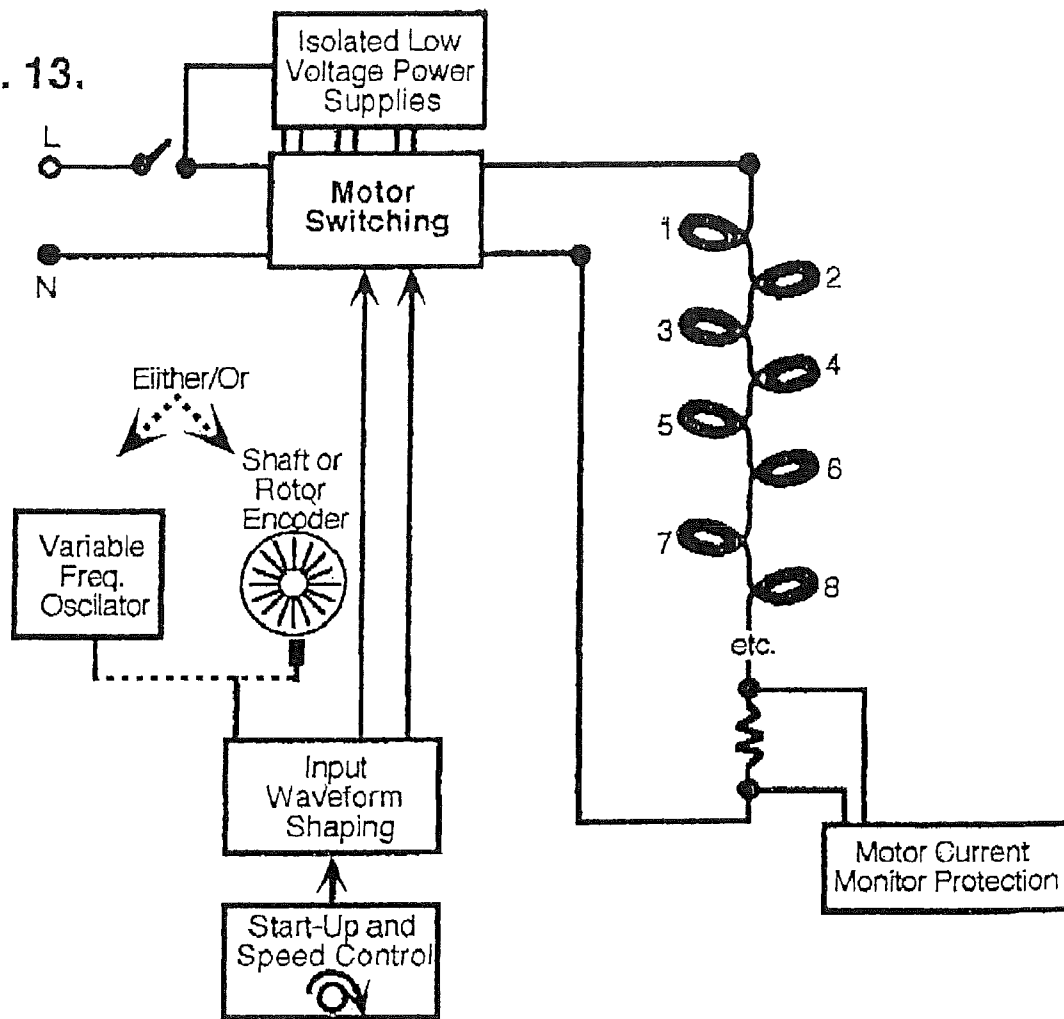 . 13.
Isolated Low
Voltage Power
Supplies
L
Motor
Switching
N
1
2
3
4
5
6
7
8
etc.
Eiither/Or
Shaft or
Rotor
Encoder
Variable
Freq.
Oscilator
Input
Waveform
Shaping
Motor Current
Monitor Protection
Start-Up and
Speed Control